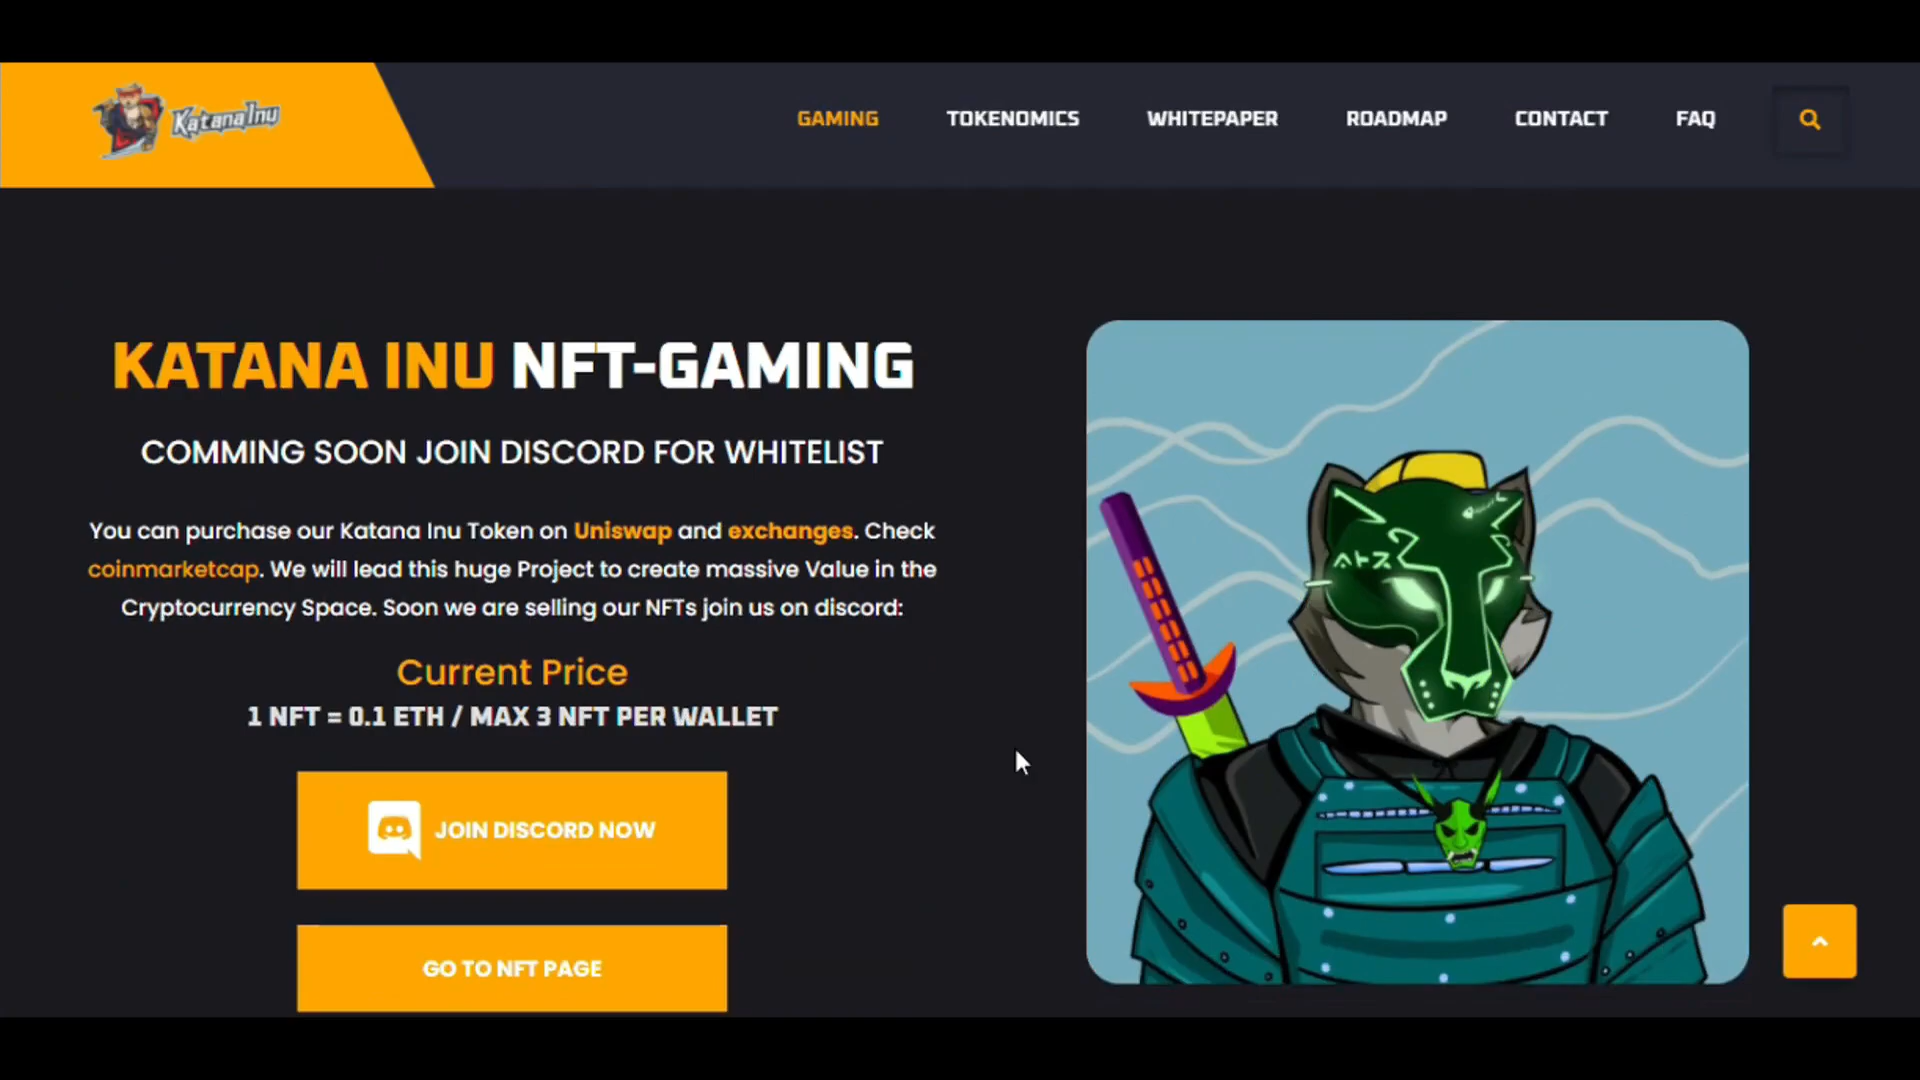 KatanaInu
GAMING
TOKENOMICS
WHITEPAPER
ROADMAP
CONTACT
FAQ
KATANA INU NFT-GAMING
COMMING SOON JOIN DISCORD FOR WHITELIST
You can purchase our Katana Inu Token on Uniswap and exchanges. Check
coinmarketcap. We will lead this huge Project to create massive Value in the
Cryptocurrency Space. Soon we are selling our NFTs join us on discord:
Current Price
1 NFT = 0.1 ETH / MAX 3 NFT PER WALLET
JOIN DISCORD NOW
GO TO NFT PAGE